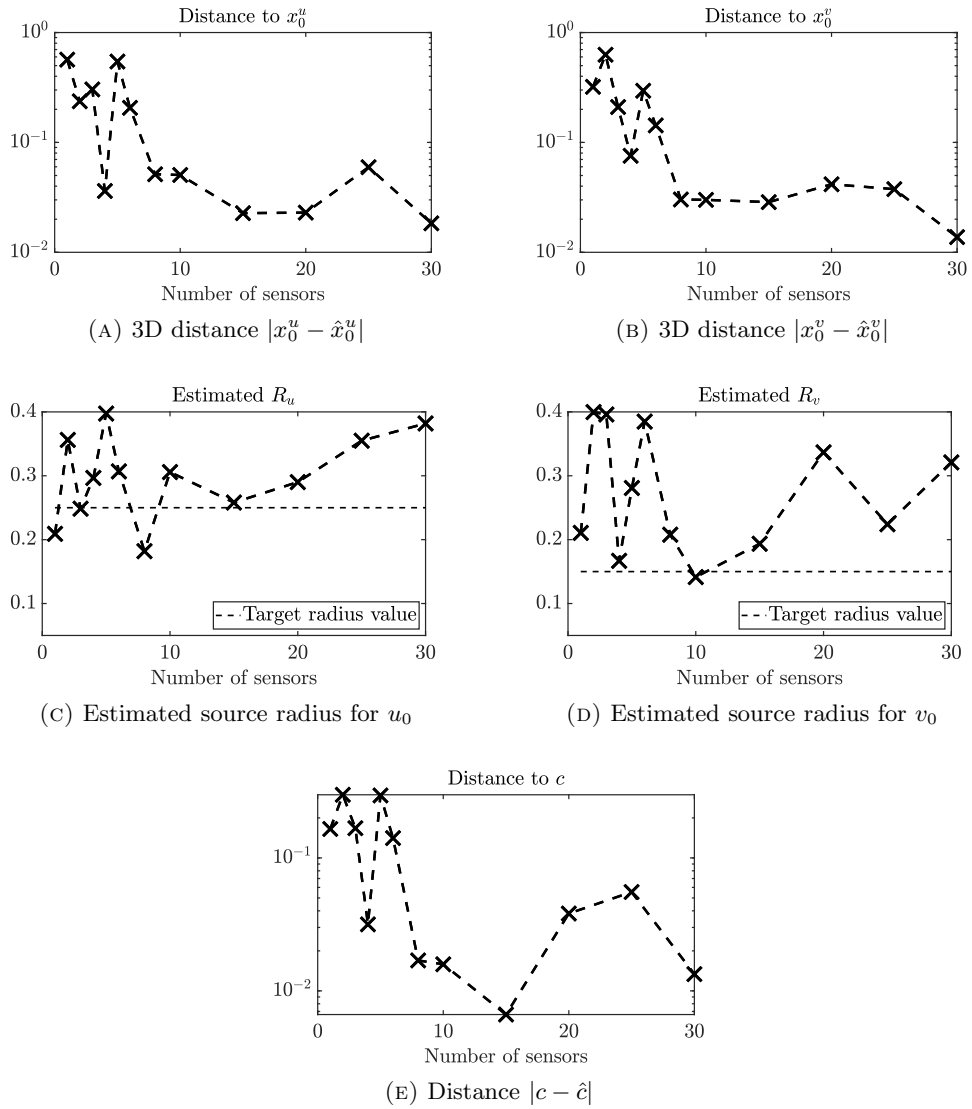 Distance to $x_0^u$
10^0
10^{-1}
10^{-2}
0 10 20 30
Number of sensors
(A) 3D distance $|x_0^u - \hat{x}_0^u|$
Distance to $x_0^v$
10^0
10^{-1}
10^{-2}
0 10 20 30
Number of sensors
(B) 3D distance $|x_0^v - \hat{x}_0^v|$
Estimated $R_u$
0.4
0.3
0.2
0.1
Target radius value
0 10 20 30
Number of sensors
(C) Estimated source radius for $u_0$
Estimated $R_v$
0.4
0.3
0.2
0.1
Target radius value
0 10 20 30
Number of sensors
(D) Estimated source radius for $v_0$
Distance to $c$
10^{-1}
10^{-2}
0 10 20 30
Number of sensors
(E) Distance $|c - \hat{c}|$